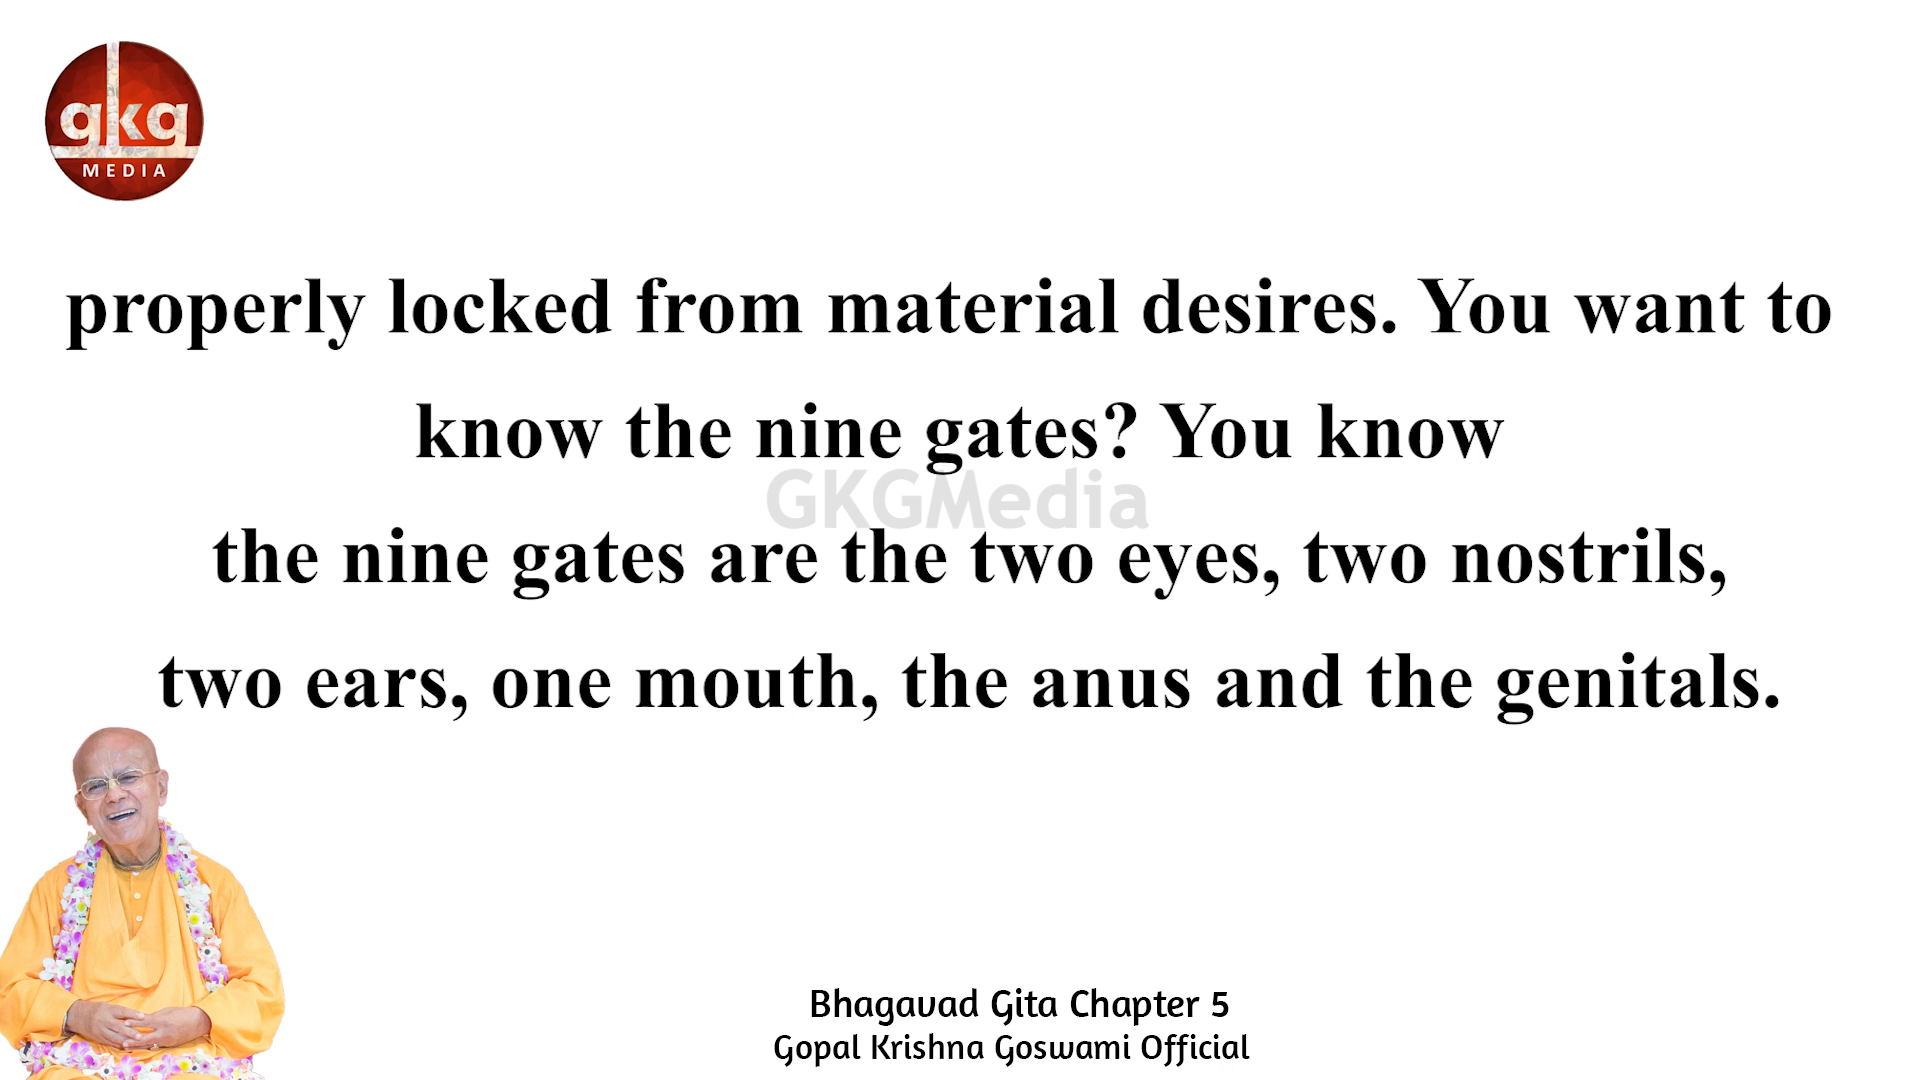 gkg
MEDIA
properly locked from material desires. You want to
know the nine gates? You know
GKGMedia
the nine gates are the two eyes, two nostrils,
two ears, one mouth, the anus and the genitals.
Bhagavad Gita Chapter 5
Gopal Krishna Goswami Official